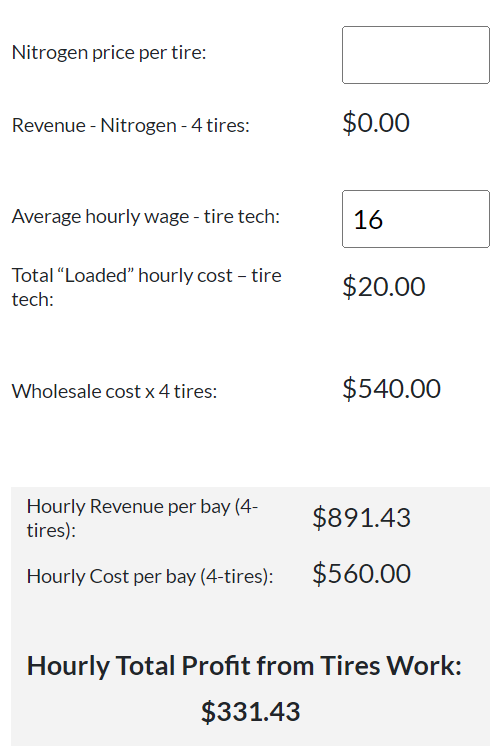 Nitrogen price per tire:
Revenue - Nitrogen - 4 tires: $0.00
Average hourly wage - tire tech: 16
Total “Loaded” hourly cost – tire
tech: $20.00
Wholesale cost x 4 tires: $540.00
Hourly Revenue per bay (4-
tires): $891.43
Hourly Cost per bay (4-tires): $560.00
Hourly Total Profit from Tires Work:
$331.43